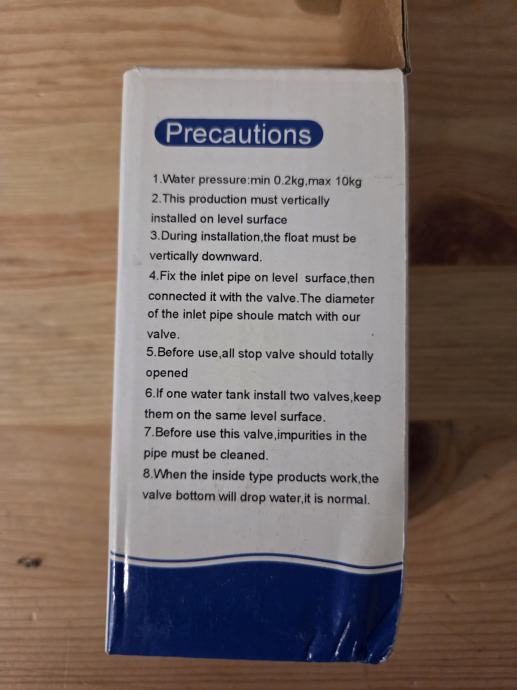 Precautions
1.Water pressure:min 0.2kg,max 10kg
2.This production must vertically
installed on level surface
3.During installation,the float must be
vertically downward.
4.Fix the inlet pipe on level surface,then
connected it with the valve.The diameter
of the inlet pipe shoule match with our
valve.
5.Before use,all stop valve should totally
opened
6.If one water tank install two valves,keep
them on the same level surface.
7.Before use this valve,impurities in the
pipe must be cleaned.
8.When the inside type products work,the
valve bottom will drop water,it is normal.